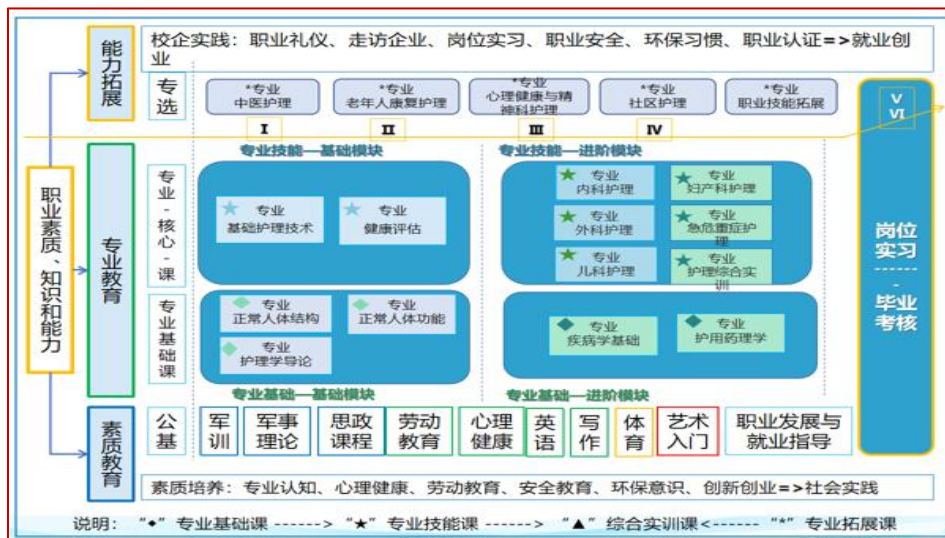 能力拓展
校企实践：职业礼仪、走访企业、岗位实习、职业安全、环保习惯、职业认证=>就业创
业
专选
*专业
中医护理
*专业
老年人康复护理
*专业
心理健康与精
神科护理
*专业
社区护理
*专业
职业技能拓展
I
II
III
IV
V
VI
职业素质、知识和能力
专业教育
专业-核心-课
专业技能—基础模块
★ 专业
基础护理技术
★ 专业
健康评估
专业技能—进阶模块
★ 专业
内科护理
★ 专业
妇产科护理
★ 专业
外科护理
★ 专业
急危重症护
理
★ 专业
儿科护理
★ 专业
护理综合实
训
岗位
实习
------
-
毕业
考核
专业基础课
◆ 专业
正常人体结构
◆ 专业
正常人体功能
◆ 专业
护理学导论
专业基础—基础模块
◆ 专业
疾病学基础
◆ 专业
护用药理学
专业基础—进阶模块
素质教育
公基
军训
军事
理论
思政
课程
劳动
教育
心理
健康
英语
写作
体育
艺术
入门
职业发展与
就业指导
素质培养：专业认知、心理健康、劳动教育、安全教育、环保意识、创新创业=>社会实践
说明："◆"专业基础课 ------> "★"专业技能课 ------> "▲"综合实训课<------ "*"专业拓展课